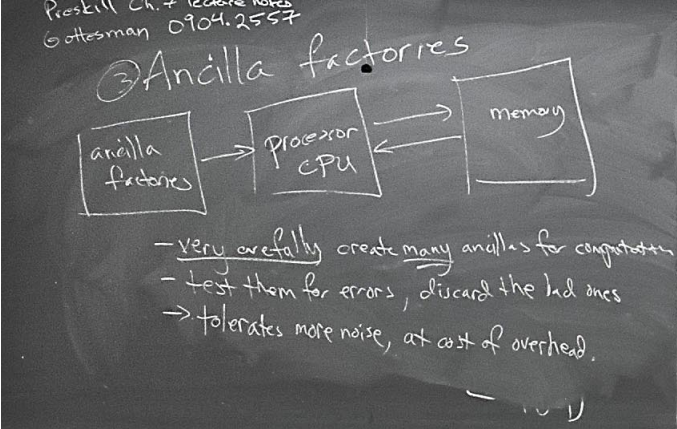 Preskill Ch. 7 lecture notes
Gottesman 0904.2557
③ Ancilla factories
ancilla
factories
processor
CPU
memory
- very carefully create many ancillas for computation
- test them for errors, discard the bad ones
→ tolerates more noise, at cost of overhead.